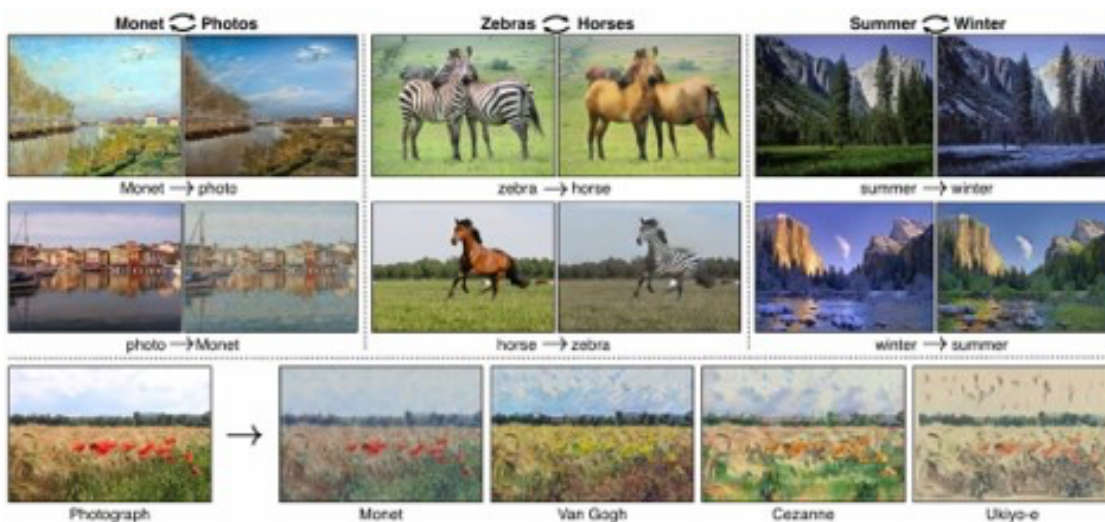 Monet ⟳ Photos
Zebras ⟳ Horses
Summer ⟳ Winter
Monet → photo
zebra → horse
summer → winter
photo → Monet
horse → zebra
winter → summer
Photograph
Monet
Van Gogh
Cezanne
Ukiyo-e